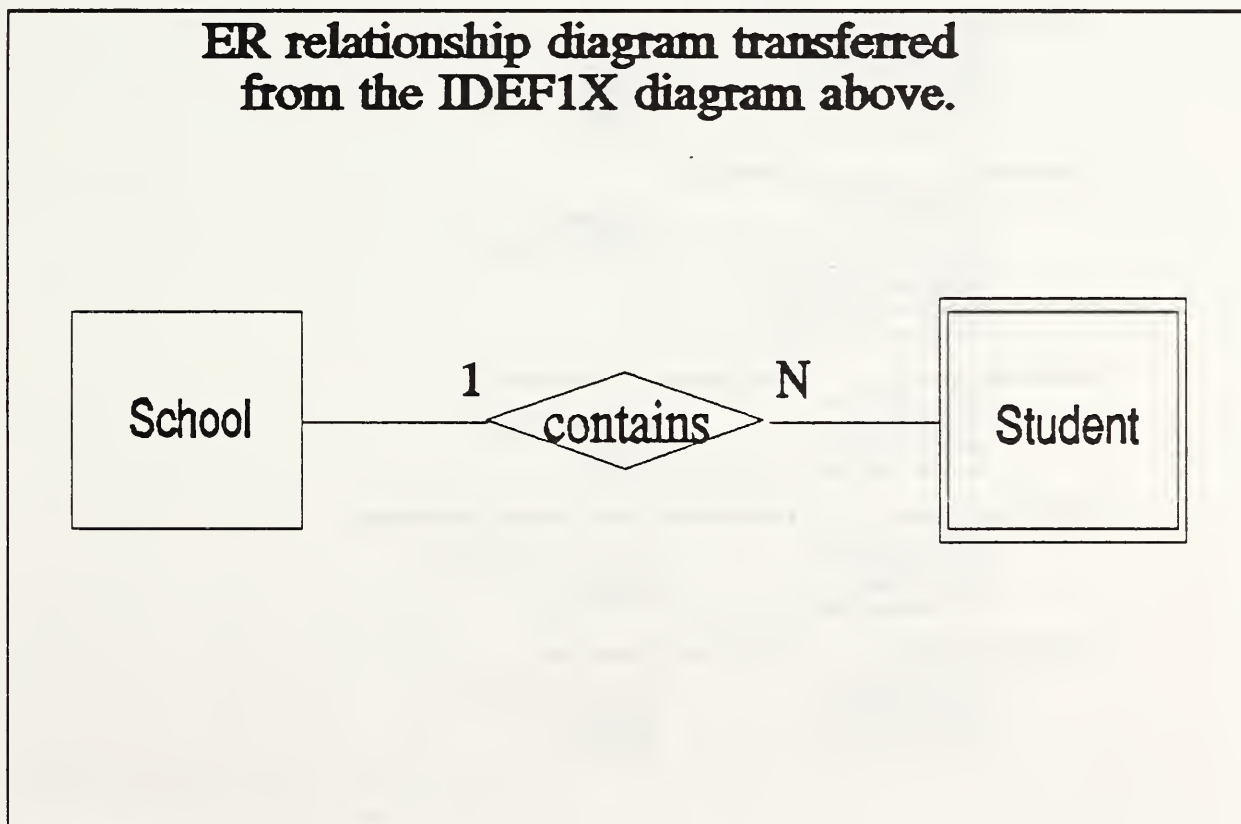 ER relationship diagram transferred
from the IDEF1X diagram above.
1
N
School
contains
Student